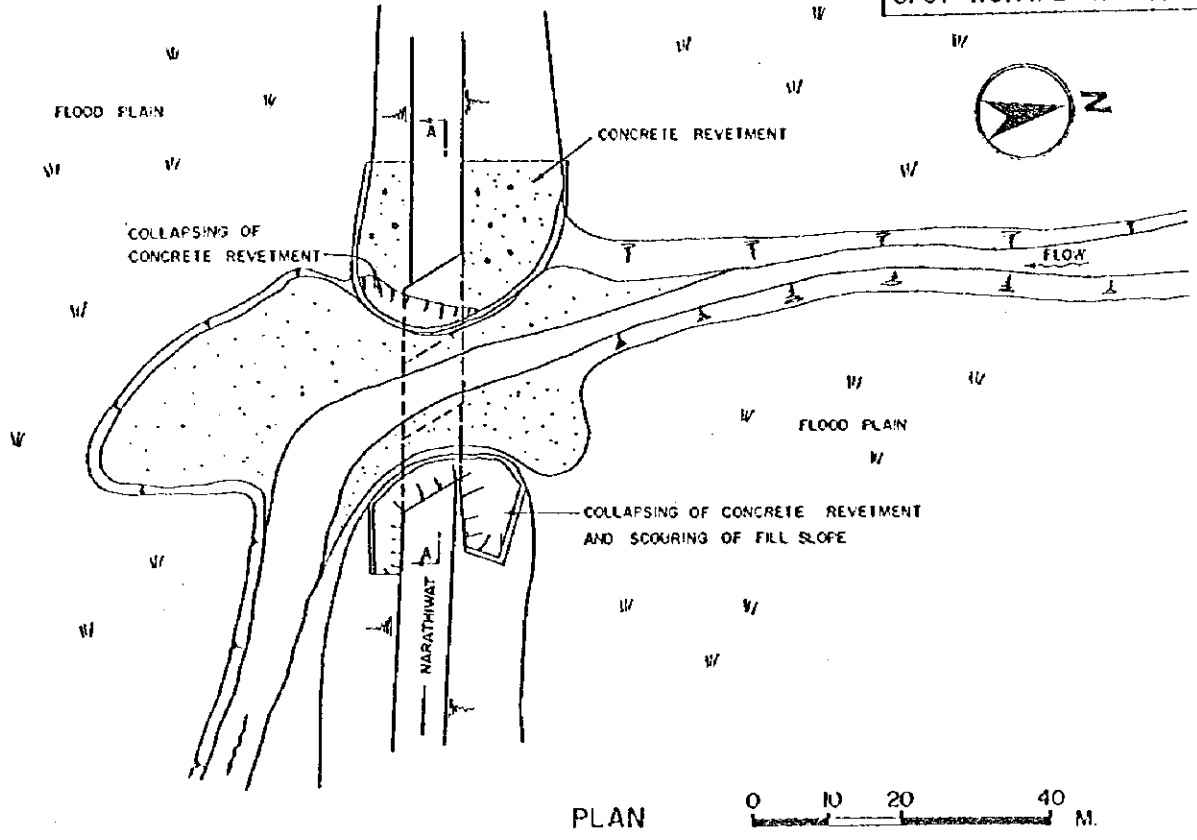 FLOOD PLAIN
N
CONCRETE REVETMENT
A
COLLAPSING OF
CONCRETE REVETMENT
FLOW
FLOOD PLAIN
COLLAPSING OF CONCRETE REVETMENT
AND SCOURING OF FILL SLOPE
A
NARATHIWAT
PLAN
0 10 20 40 M.